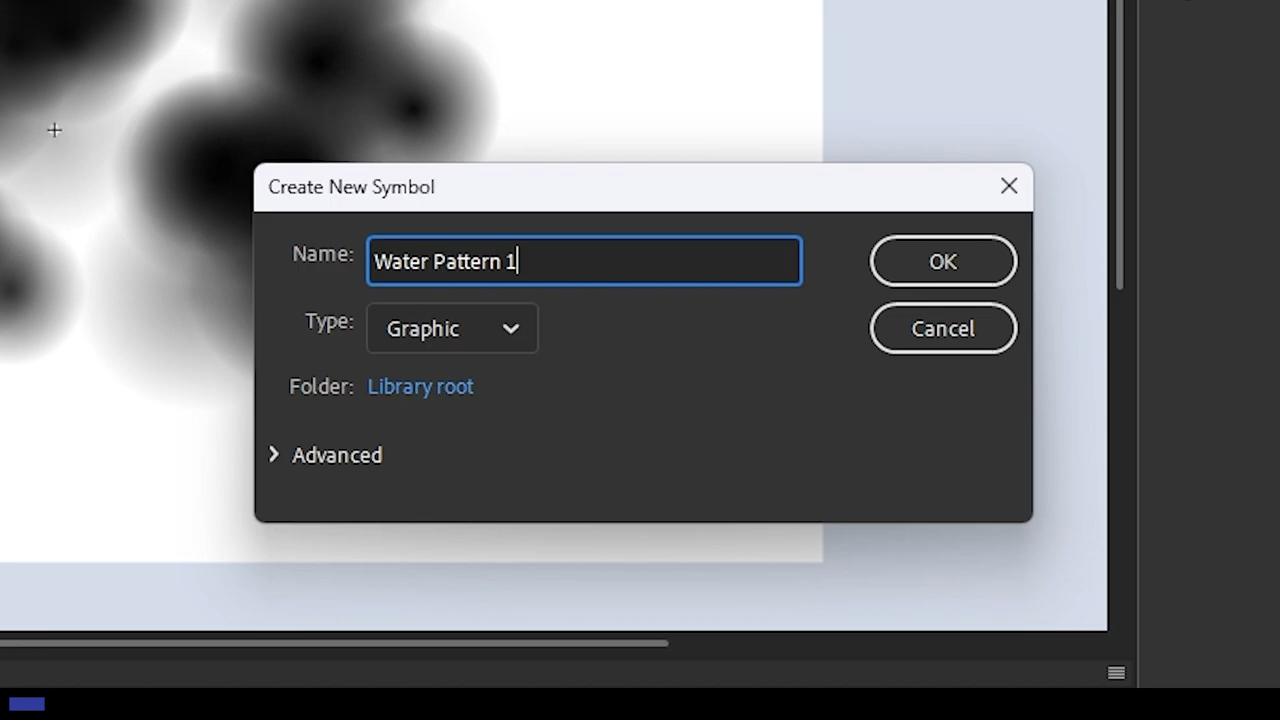 Create New Symbol
Name: Water Pattern 1
OK
Type: Graphic
Cancel
Folder: Library root
Advanced